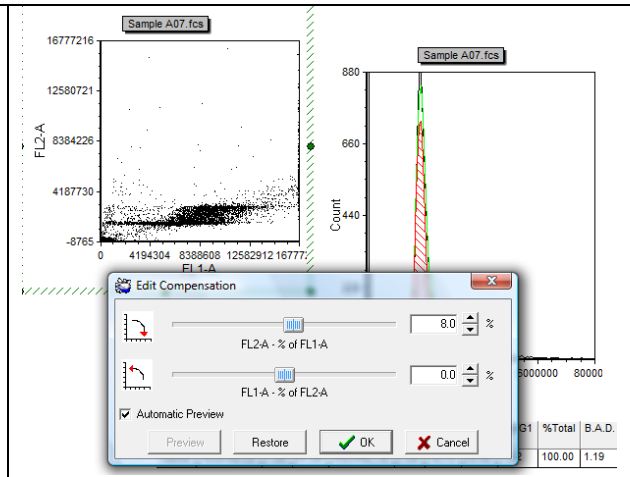 Sample A07.fcs
16777216
12580721
8384226
4187730
-8765
FL2-A
0 4194304 8388608 12582912 16777
FL1-A
Sample A07.fcs
880
660
440
Count
6000000 80000
Edit Compensation
8.0 %
FL2-A - % of FL1-A
0.0 %
FL1-A - % of FL2-A
Automatic Preview
Preview Restore OK Cancel
G1 %Total B.A.D.
100.00 1.19